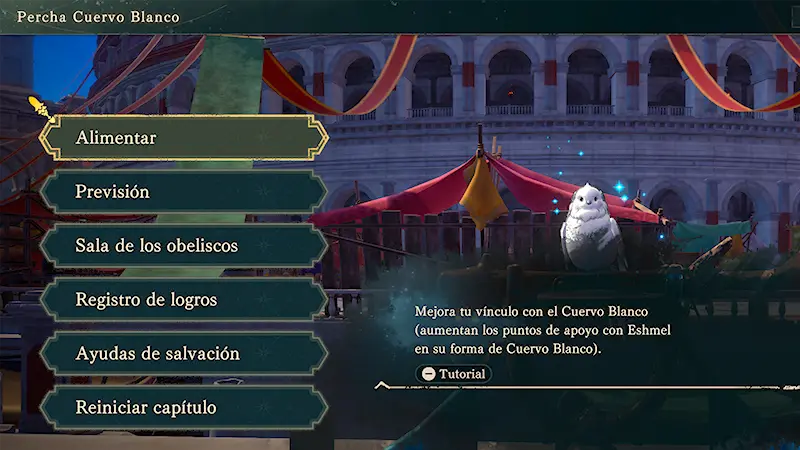 Percha Cuervo Blanco
Alimentar
Previsión
Sala de los obeliscos
Registro de logros
Ayudas de salvación
Reiniciar capítulo
Mejora tu vínculo con el Cuervo Blanco
(aumentan los puntos de apoyo con Eshmel
en su forma de Cuervo Blanco).
Tutorial